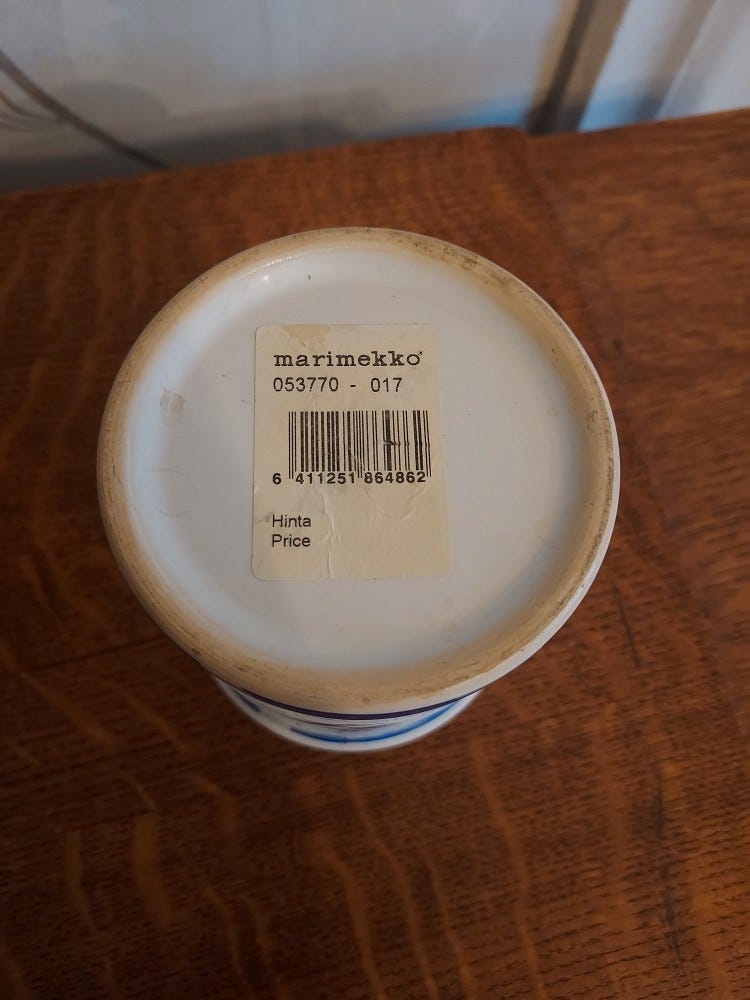 marimekko®
053770 - 017
6 411251 864862
Hinta
Price